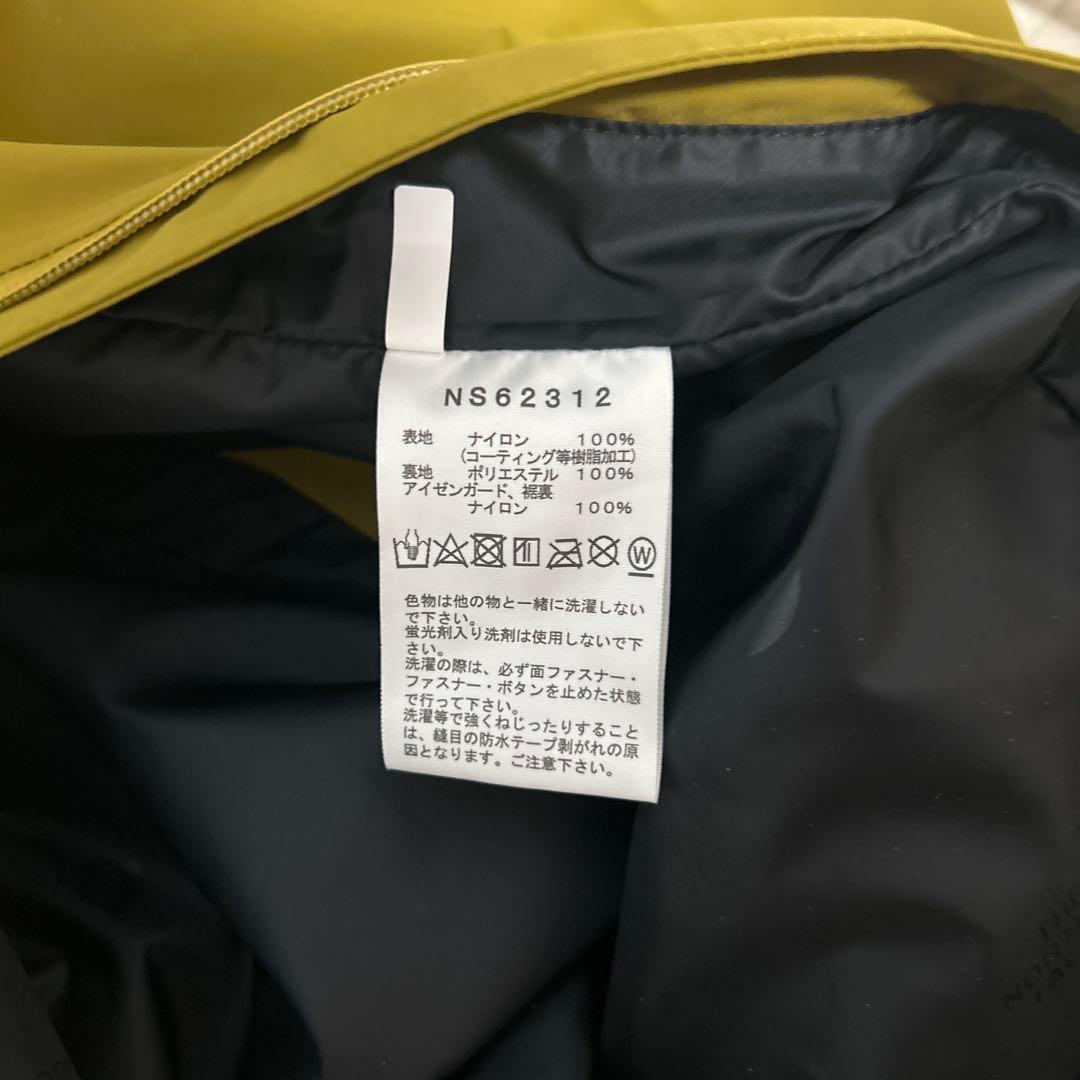 NS62312
表地 ナイロン 100%
(コーティング等樹脂加工)
裏地 ポリエステル 100%
アイゼンガード、裾裏
ナイロン 100%
W
色物は他の物と一緒に洗濯しない
で下さい。
蛍光剤入り洗剤は使用しないで下
さい。
洗濯の際は、必ず面ファスナー・
ファスナー・ボタンを止めた状態
で行って下さい。
洗濯等で強くねじったりすること
は、縫目の防水テープ剥がれの原
因となります。ご注意下さい。
THE
NORTH
FACE